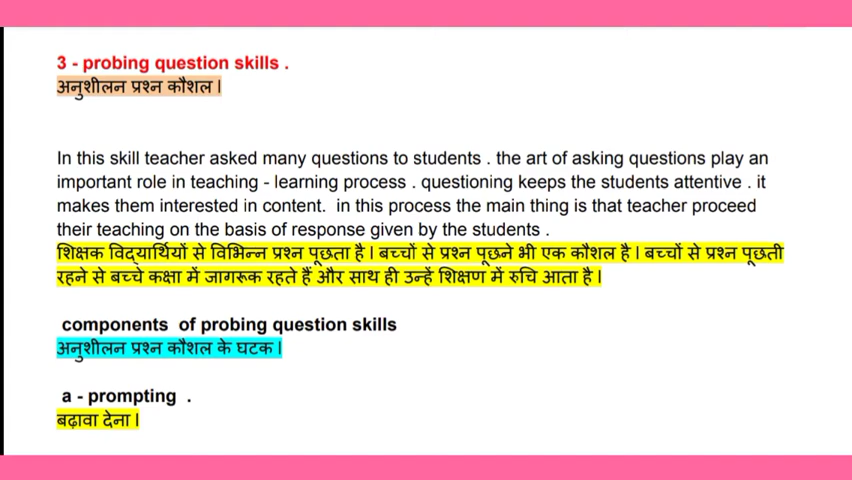 3 - probing question skills .
अनुशीलन प्रश्न कौशल ।
In this skill teacher asked many questions to students . the art of asking questions play an
important role in teaching - learning process . questioning keeps the students attentive . it
makes them interested in content. in this process the main thing is that teacher proceed
their teaching on the basis of response given by the students .
शिक्षक विद्यार्थियों से विभिन्न प्रश्न पूछता है । बच्चों से प्रश्न पूछने भी एक कौशल है । बच्चों से प्रश्न पूछती
रहने से बच्चे कक्षा में जागरूक रहते हैं और साथ ही उन्हें शिक्षण में रुचि आता है ।
components of probing question skills
अनुशीलन प्रश्न कौशल के घटक ।
a - prompting .
बढ़ावा देना ।